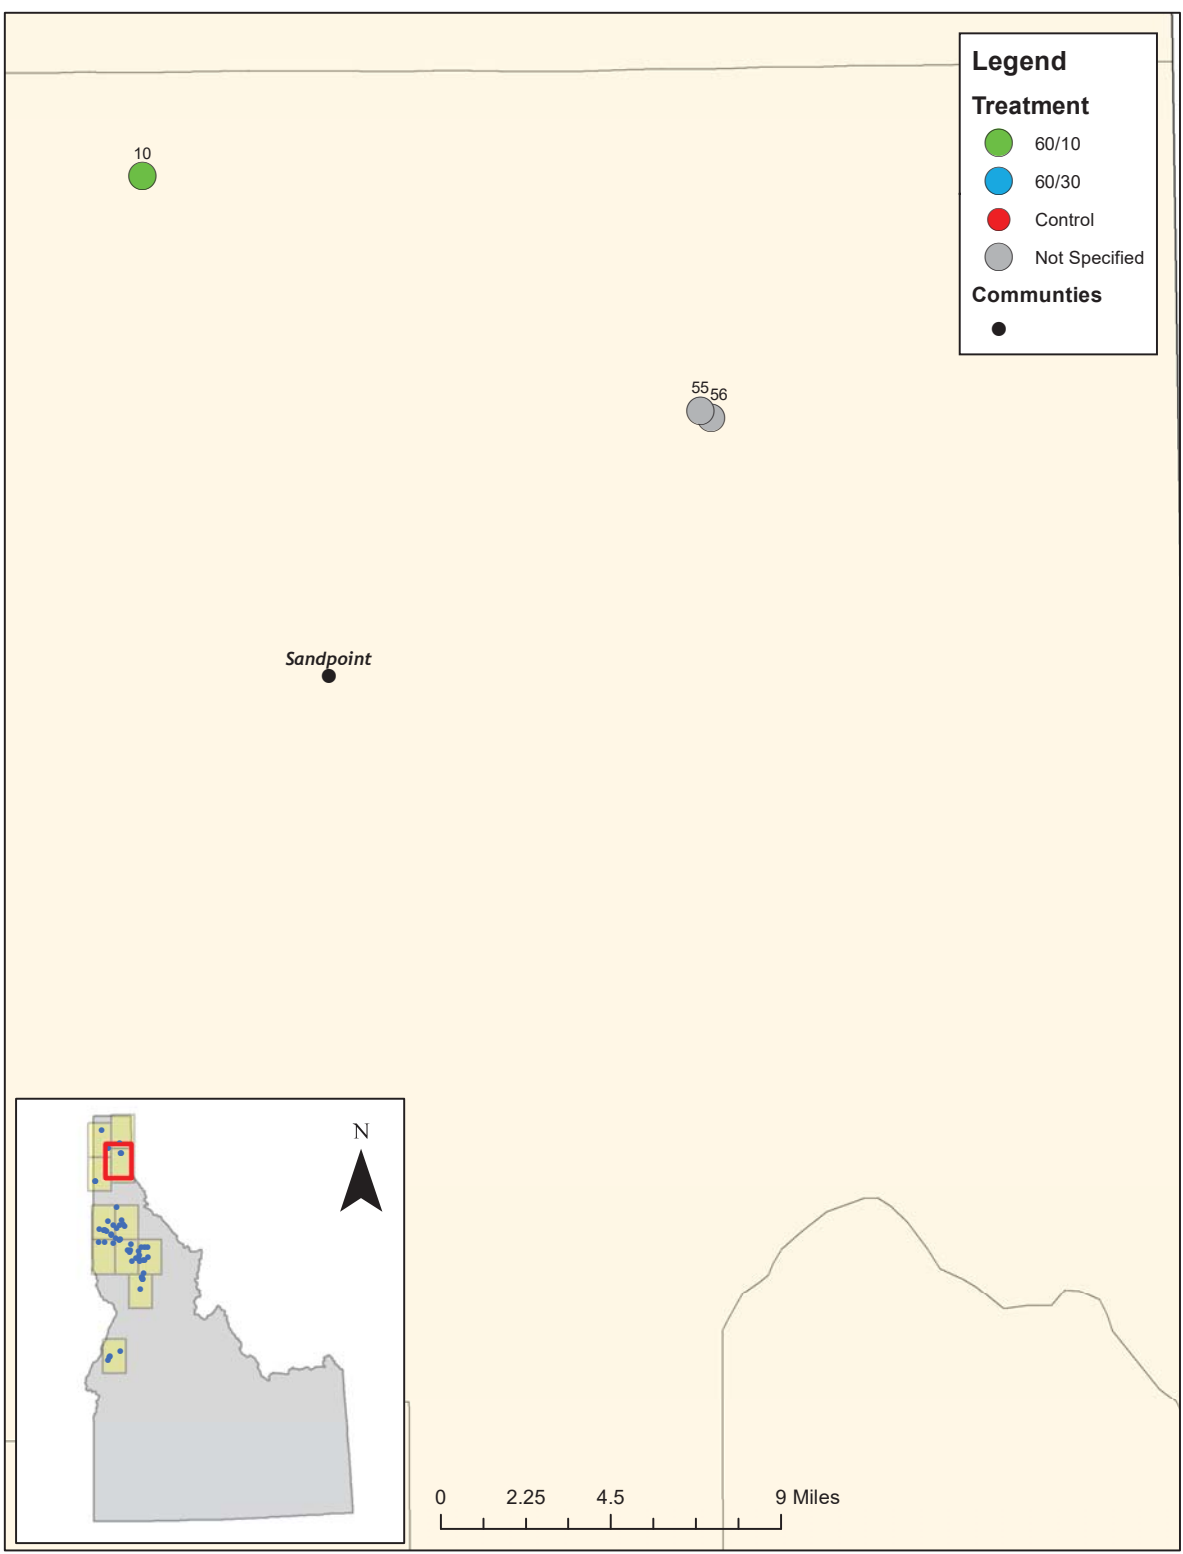 Legend
Treatment
60/10
60/30
Control
Not Specified
Communties
10
55
56
Sandpoint
N
0 2.25 4.5 9 Miles